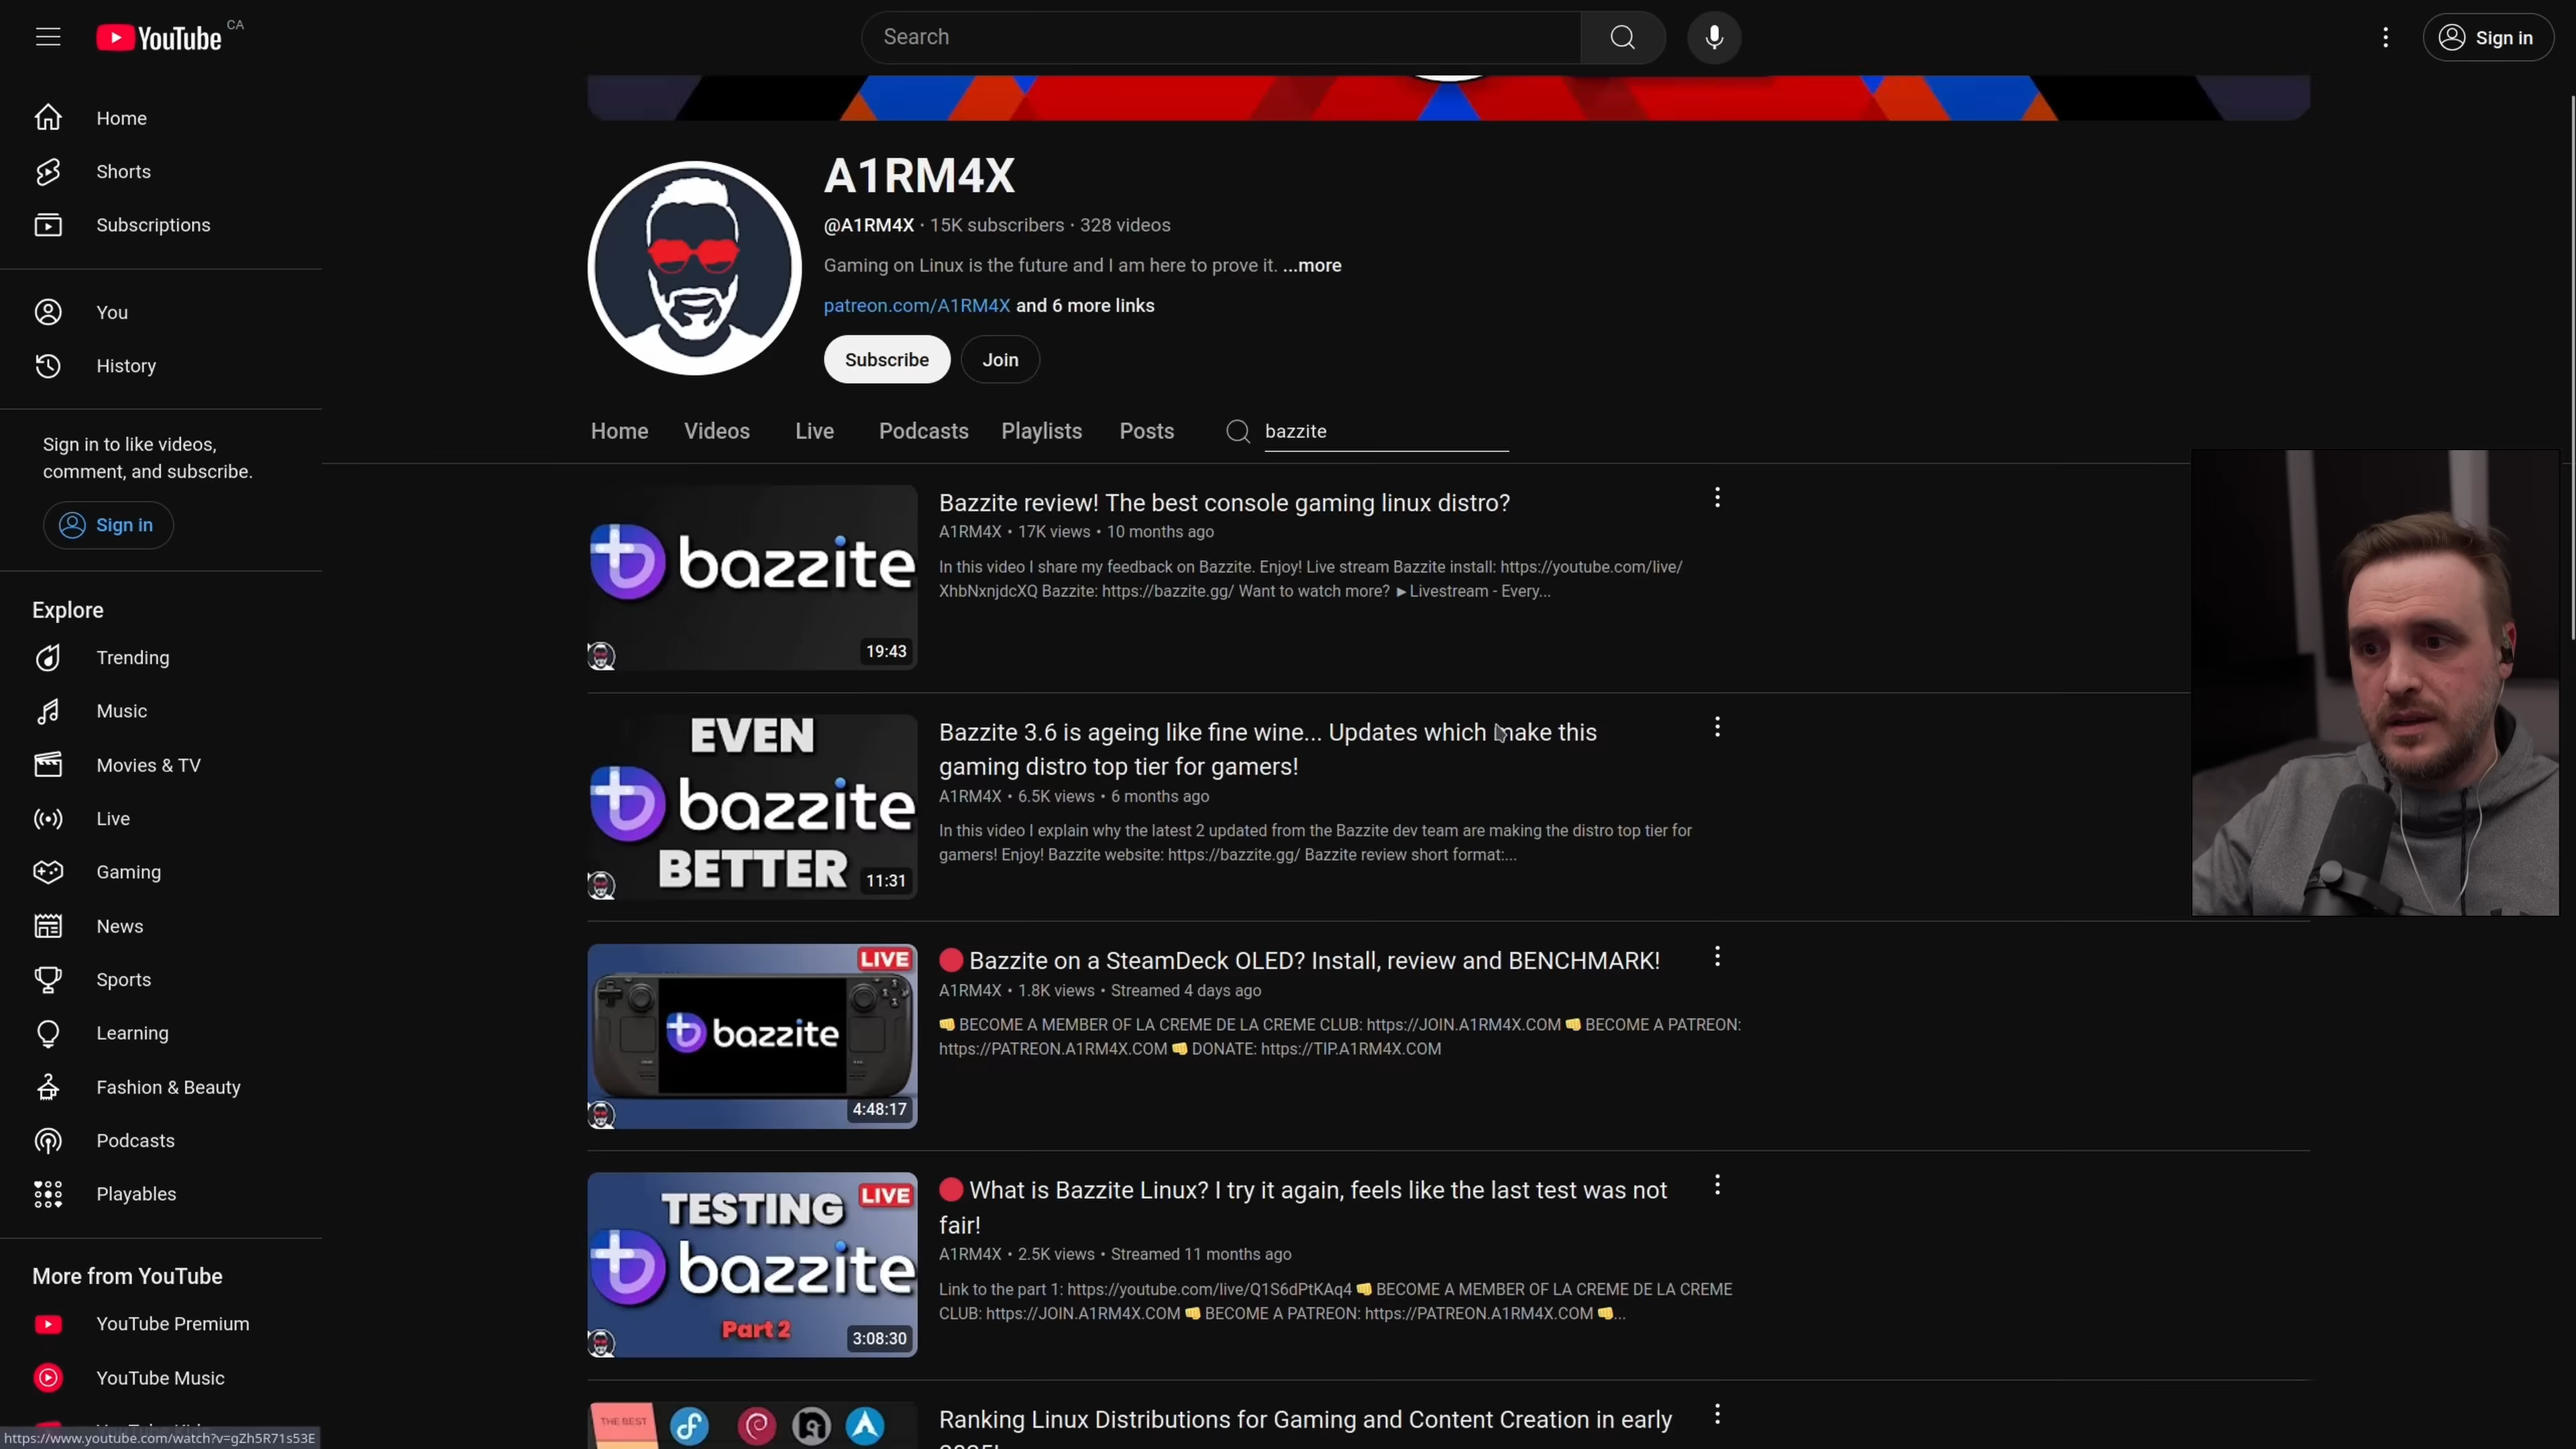 YouTube CA
Search
Sign in
Home
Shorts
Subscriptions
You
History
Sign in to like videos,
comment, and subscribe.
Sign in
Explore
Trending
Music
Movies & TV
Live
Gaming
News
Sports
Learning
Fashion & Beauty
Podcasts
Playables
More from YouTube
YouTube Premium
YouTube Music
https://www.youtube.com/watch?v=gZh5R71s53E
A1RM4X
@A1RM4X · 15K subscribers · 328 videos
Gaming on Linux is the future and I am here to prove it. ...more
patreon.com/A1RM4X and 6 more links
Subscribe Join
Home Videos Live Podcasts Playlists Posts bazzite
bazzite
19:43
Bazzite review! The best console gaming linux distro?
A1RM4X • 17K views • 10 months ago
In this video I share my feedback on Bazzite. Enjoy! Live stream Bazzite install: https://youtube.com/live/
XhbNxnjdcXQ Bazzite: https://bazzite.gg/ Want to watch more? ►Livestream - Every...
EVEN
bazzite
BETTER
11:31
Bazzite 3.6 is ageing like fine wine... Updates which make this
gaming distro top tier for gamers!
A1RM4X • 6.5K views • 6 months ago
In this video I explain why the latest 2 updated from the Bazzite dev team are making the distro top tier for
gamers! Enjoy! Bazzite website: https://bazzite.gg/ Bazzite review short format:...
LIVE
bazzite
4:48:17
🔴 Bazzite on a SteamDeck OLED? Install, review and BENCHMARK!
A1RM4X • 1.8K views • Streamed 4 days ago
👊 BECOME A MEMBER OF LA CREME DE LA CREME CLUB: https://JOIN.A1RM4X.COM 👊 BECOME A PATREON:
https://PATREON.A1RM4X.COM 👊 DONATE: https://TIP.A1RM4X.COM
TESTING LIVE
bazzite
Part 2
3:08:30
🔴 What is Bazzite Linux? I try it again, feels like the last test was not
fair!
A1RM4X • 2.5K views • Streamed 11 months ago
Link to the part 1: https://youtube.com/live/Q1S6dPtKAq4 👊 BECOME A MEMBER OF LA CREME DE LA CREME
CLUB: https://JOIN.A1RM4X.COM 👊 BECOME A PATREON: https://PATREON.A1RM4X.COM 👊...
THE BEST
Ranking Linux Distributions for Gaming and Content Creation in early